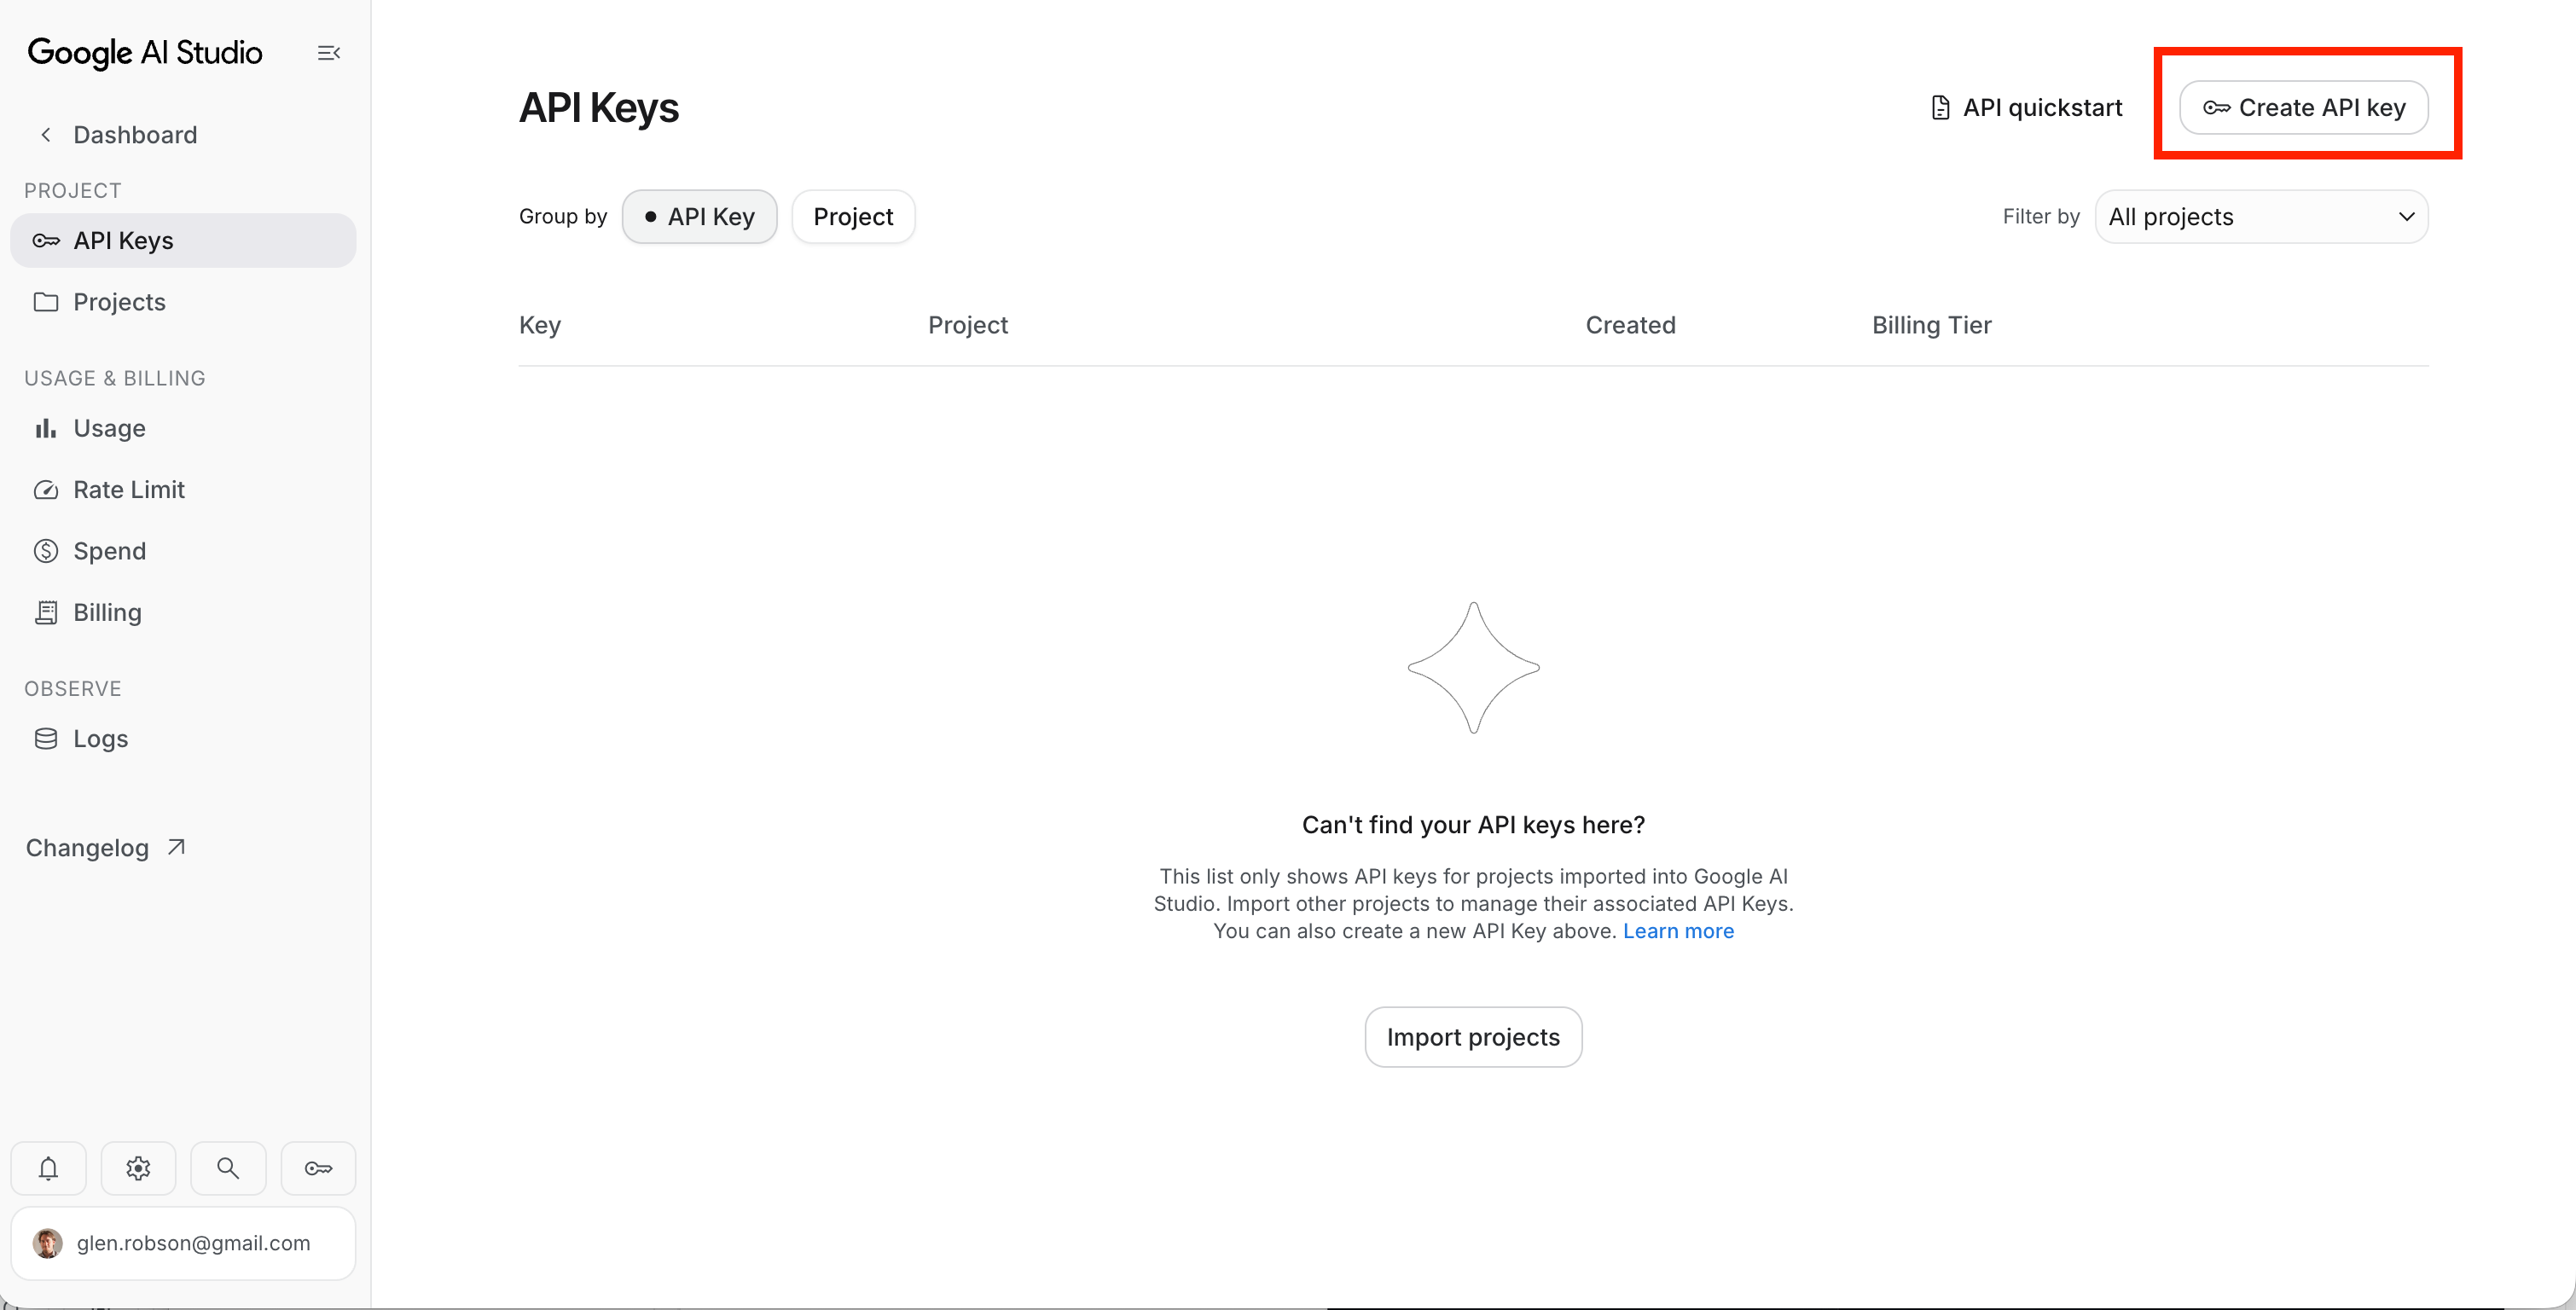 Google AI Studio
Dashboard
PROJECT
API Keys
Projects
USAGE & BILLING
Usage
Rate Limit
Spend
Billing
OBSERVE
Logs
Changelog
glen.robson@gmail.com
API Keys
API quickstart
Create API key
Group by
API Key
Project
Filter by
All projects
Key
Project
Created
Billing Tier
Can't find your API keys here?
This list only shows API keys for projects imported into Google AI
Studio. Import other projects to manage their associated API Keys.
You can also create a new API Key above. Learn more
Import projects